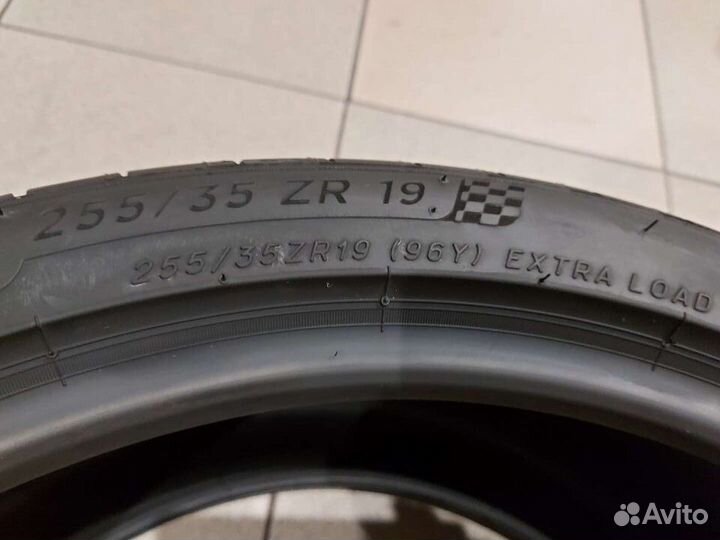 255/35 ZR 19
255/35ZR19 (96Y) EXTRA LOAD
Avito